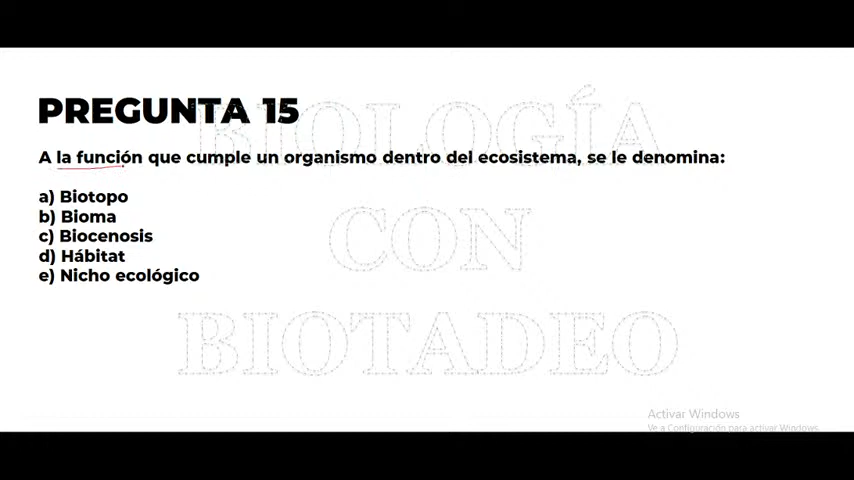 PREGUNTA 15
A la función que cumple un organismo dentro del ecosistema, se le denomina:
a) Biotopo
b) Bioma
c) Biocenosis
d) Hábitat
e) Nicho ecológico
BIOLOGÍA
CON
BIOTADEO
Activar Windows
Ve a Configuración para activar Windows.